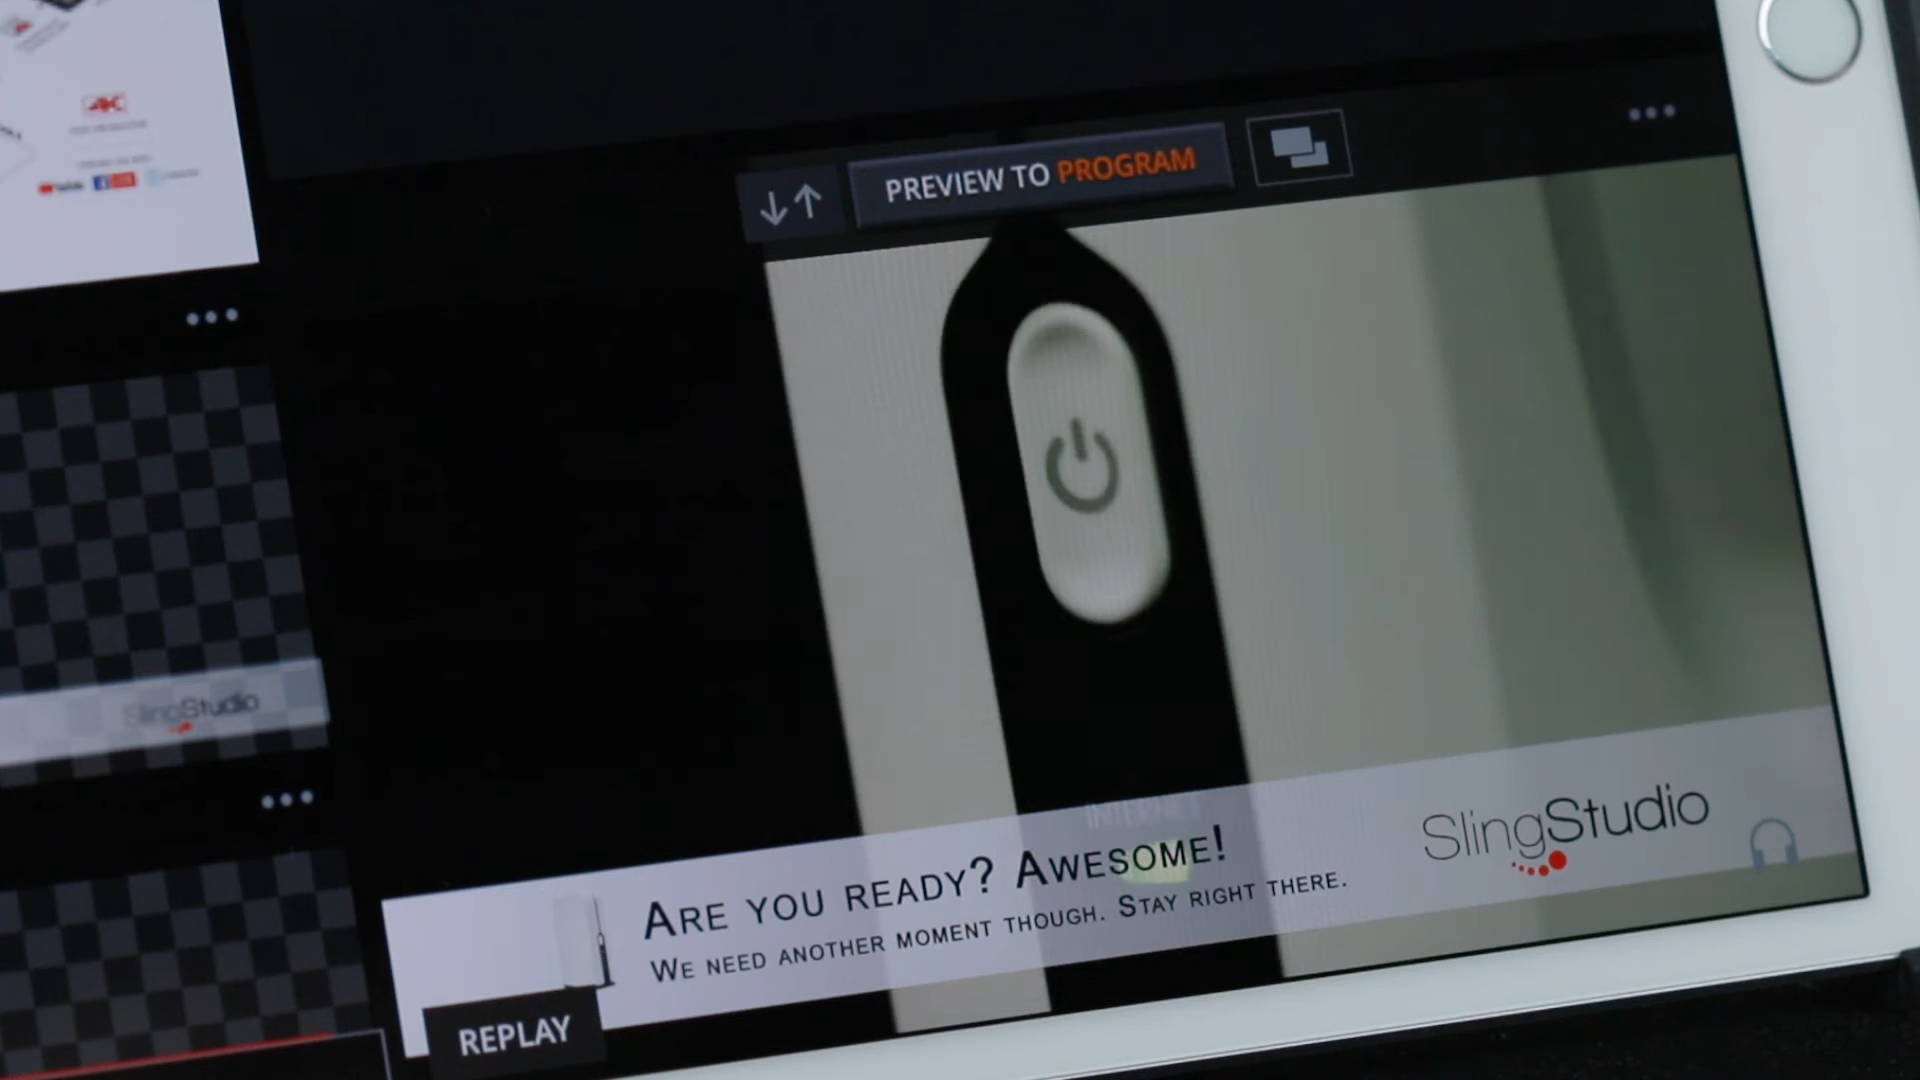 4K
PREVIEW TO PROGRAM
SlingStudio
INTERNET
ARE YOU READY? AWESOME!
WE NEED ANOTHER MOMENT THOUGH. STAY RIGHT THERE.
SlingStudio
REPLAY